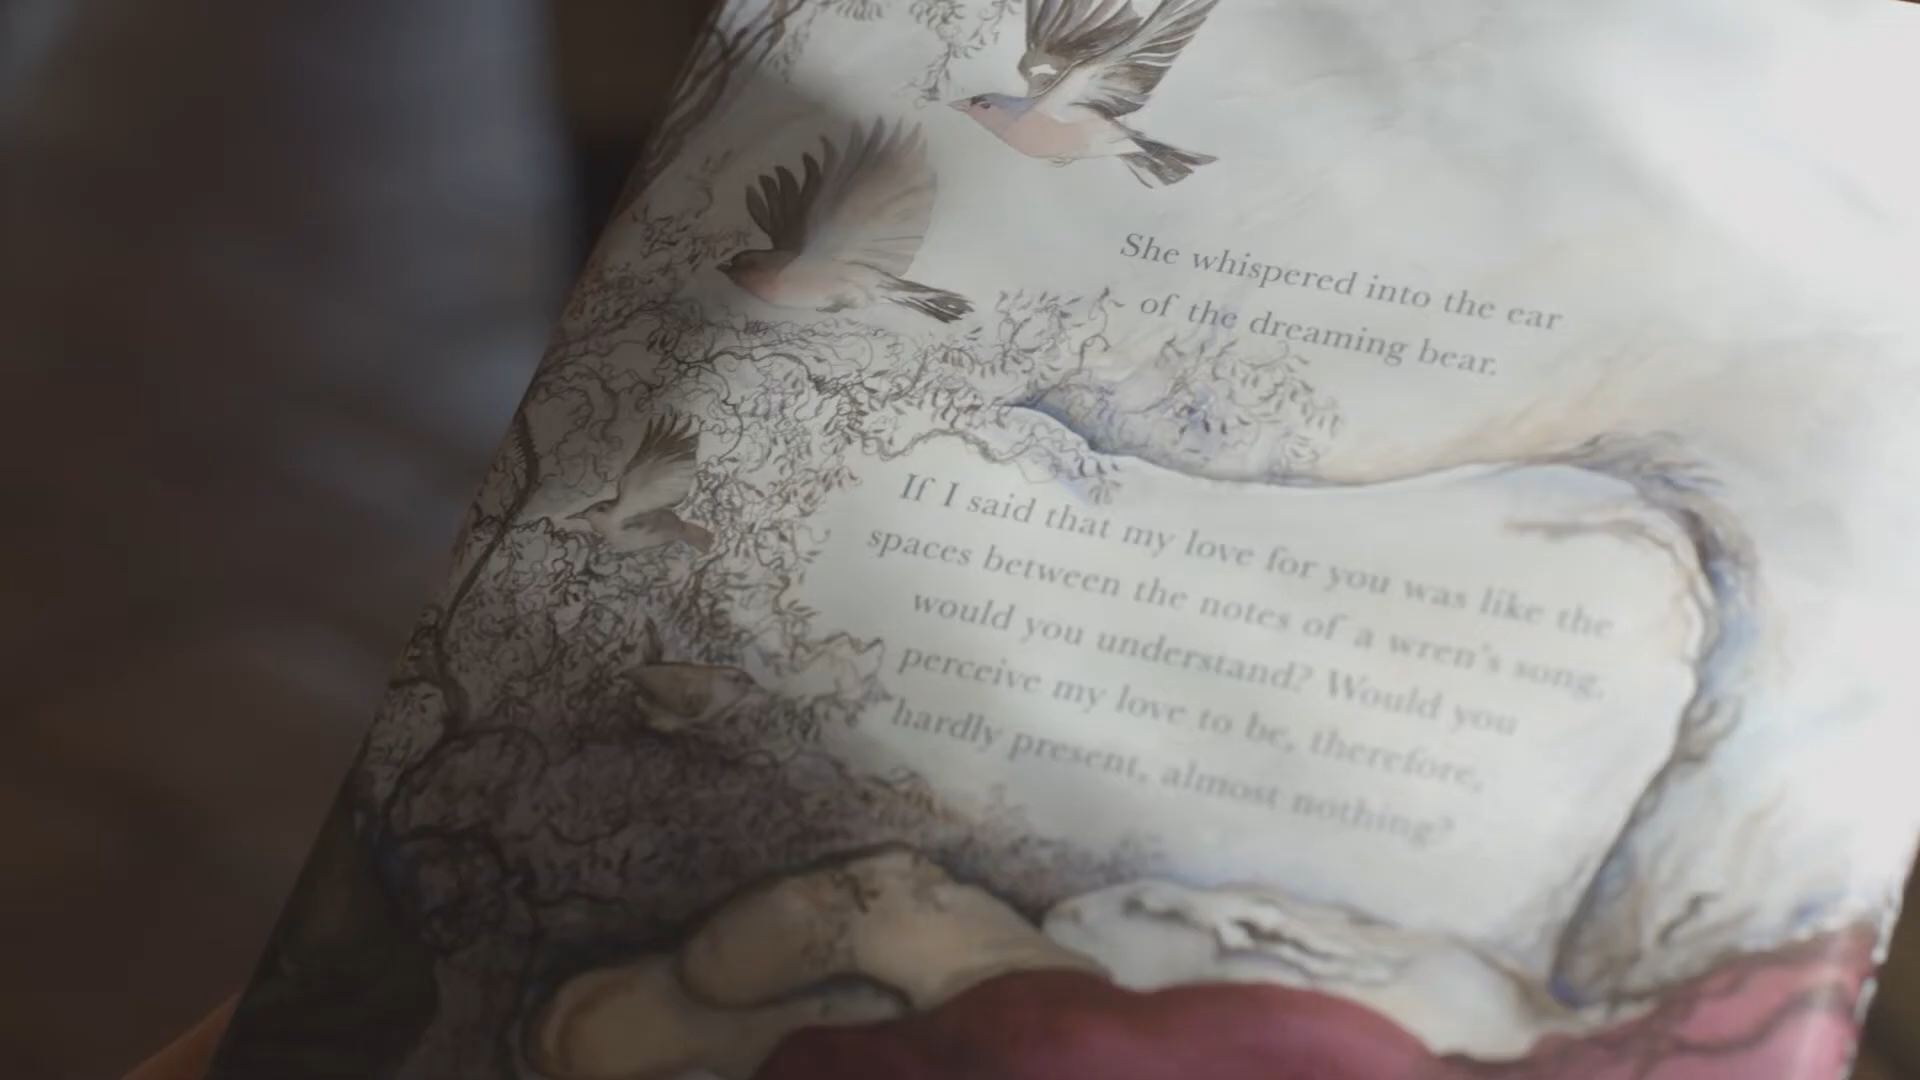 She whispered into the ear
of the dreaming bear.
If I said that my love for you was like the
spaces between the notes of a wren's song,
would you understand? Would you
perceive my love to be, therefore,
hardly present, almost nothing?